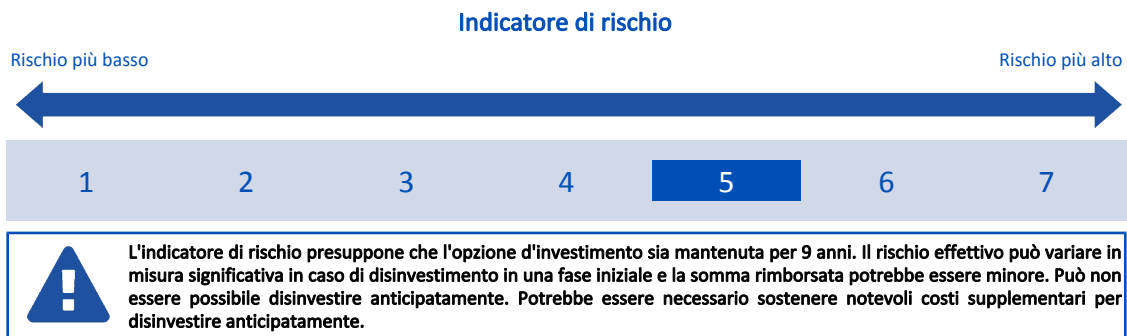 Indicatore di rischio
Rischio più basso
Rischio più alto
1 2 3 4 5 6 7
L'indicatore di rischio presuppone che l'opzione d'investimento sia mantenuta per 9 anni. Il rischio effettivo può variare in
misura significativa in caso di disinvestimento in una fase iniziale e la somma rimborsata potrebbe essere minore. Può non
essere possibile disinvestire anticipatamente. Potrebbe essere necessario sostenere notevoli costi supplementari per
disinvestire anticipatamente.